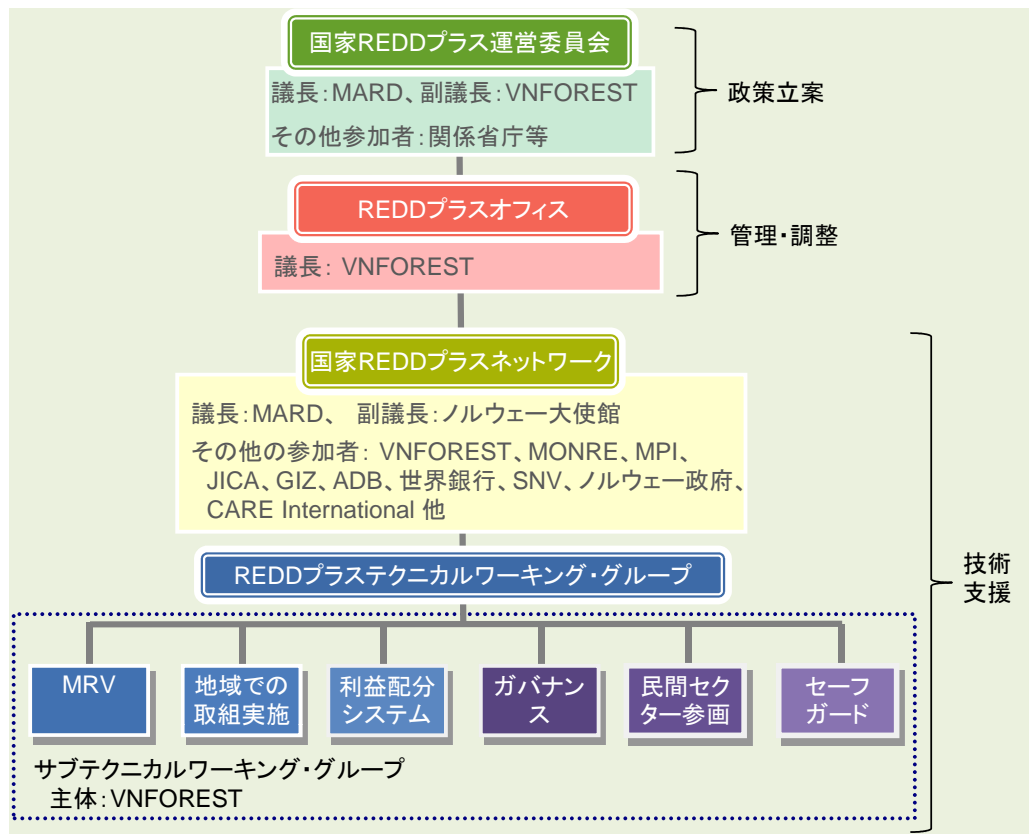 国家REDDプラス運営委員会
議長：MARD、副議長：VNFOREST
その他参加者：関係省庁等
政策立案
REDDプラスオフィス
議長： VNFOREST
管理・調整
国家REDDプラスネットワーク
議長：MARD、 副議長：ノルウェー大使館
その他の参加者： VNFOREST、MONRE、MPI、
JICA、GIZ、ADB、世界銀行、SNV、ノルウェー政府、
CARE International 他
REDDプラステクニカルワーキング・グループ
技術
支援
MRV
地域での
取組実施
利益配分
システム
ガバナン
ス
民間セク
ター参画
セーフ
ガード
サブテクニカルワーキング・グループ
主体：VNFOREST